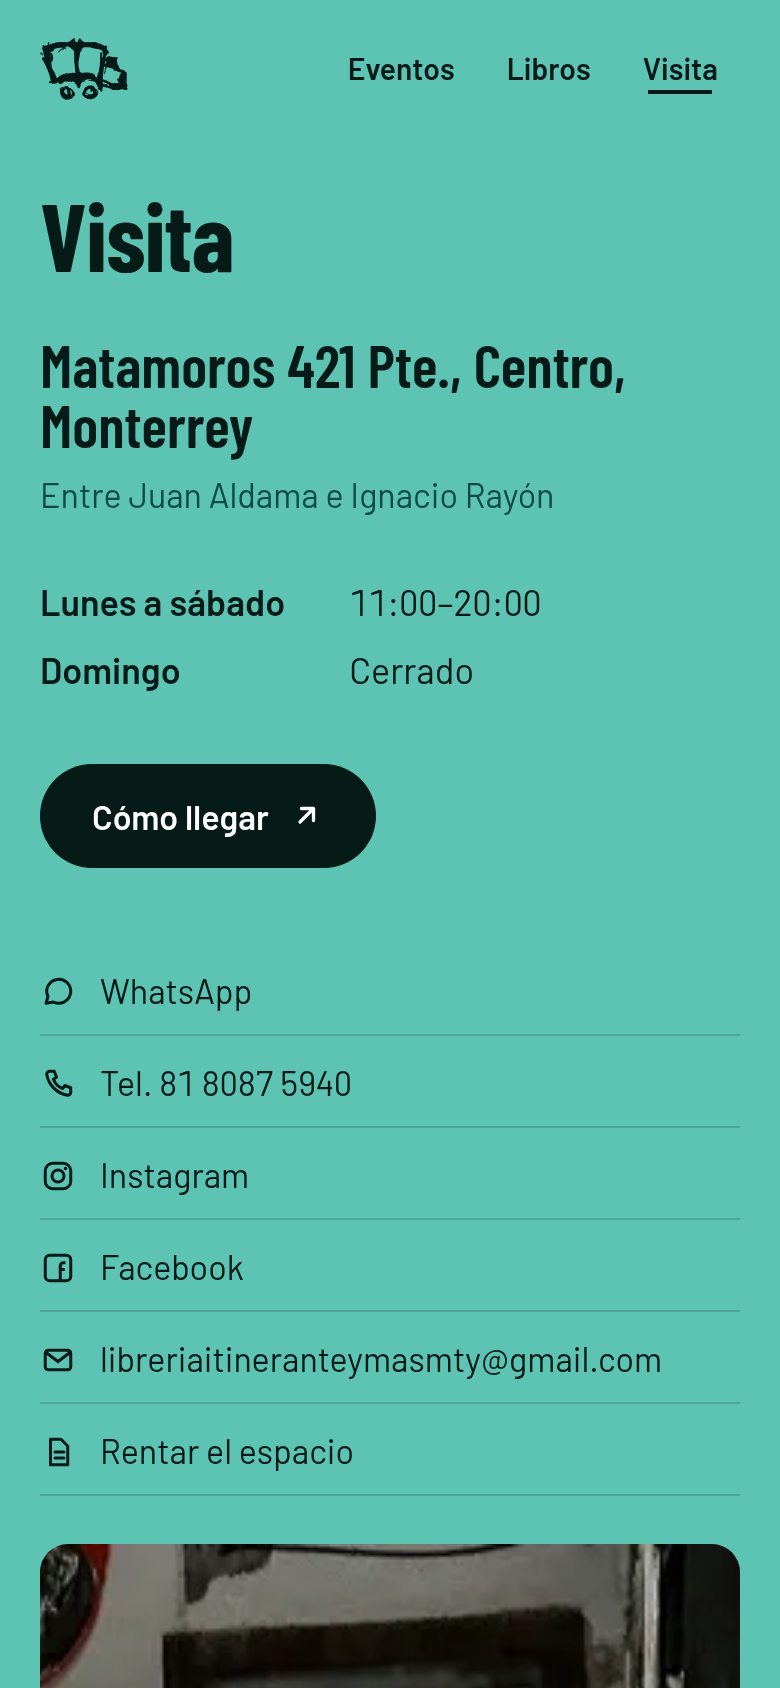 Eventos Libros Visita
Visita
Matamoros 421 Pte., Centro,
Monterrey
Entre Juan Aldama e Ignacio Rayón
Lunes a sábado 11:00–20:00
Domingo Cerrado
Cómo llegar
WhatsApp
Tel. 81 8087 5940
Instagram
Facebook
libreriaitineranteymasmty@gmail.com
Rentar el espacio